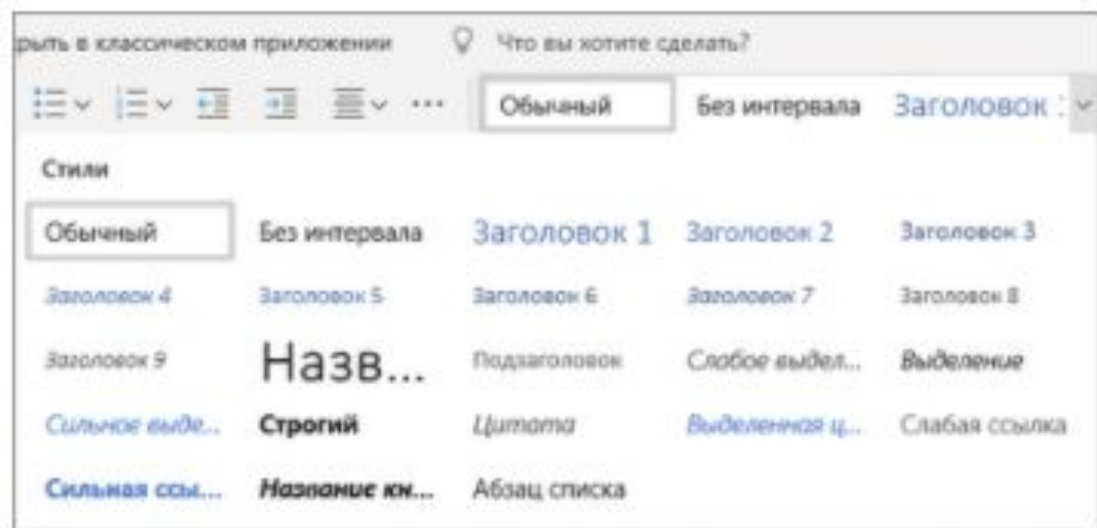 рыть в классическом приложении Что вы хотите сделать?
Обычный Без интервала Заголовок :
Стили
Обычный Без интервала Заголовок 1 Заголовок 2 Заголовок 3
Заголовок 4 Заголовок 5 Заголовок 6 Заголовок 7 Заголовок 8
Заголовок 9 Назв... Подзаголовок Слабое выдел... Выделение
Сильное выде... Строгий Цитата Выделенная ц... Слабая ссылка
Сильная ссы... Название кн... Абзац списка